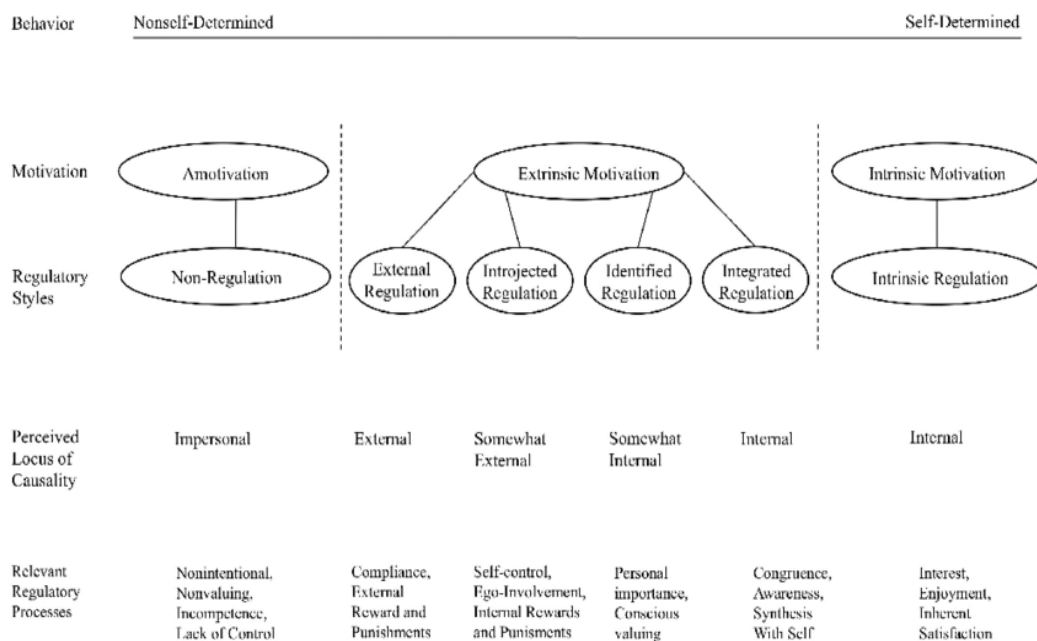 Behavior Nonself-Determined Self-Determined
Motivation Amotivation Extrinsic Motivation Intrinsic Motivation
Regulatory
Styles
Non-Regulation
External
Regulation
Introjected
Regulation
Identified
Regulation
Integrated
Regulation
Intrinsic Regulation
Perceived
Locus of
Causality
Impersonal
External
Somewhat
External
Somewhat
Internal
Internal
Internal
Relevant
Regulatory
Processes
Nonintentional,
Nonvaluing,
Incompetence,
Lack of Control
Compliance,
External
Reward and
Punishments
Self-control,
Ego-Involvement,
Internal Rewards
and Punisments
Personal
importance,
Conscious
valuing
Congruence,
Awareness,
Synthesis
With Self
Interest,
Enjoyment,
Inherent
Satisfaction